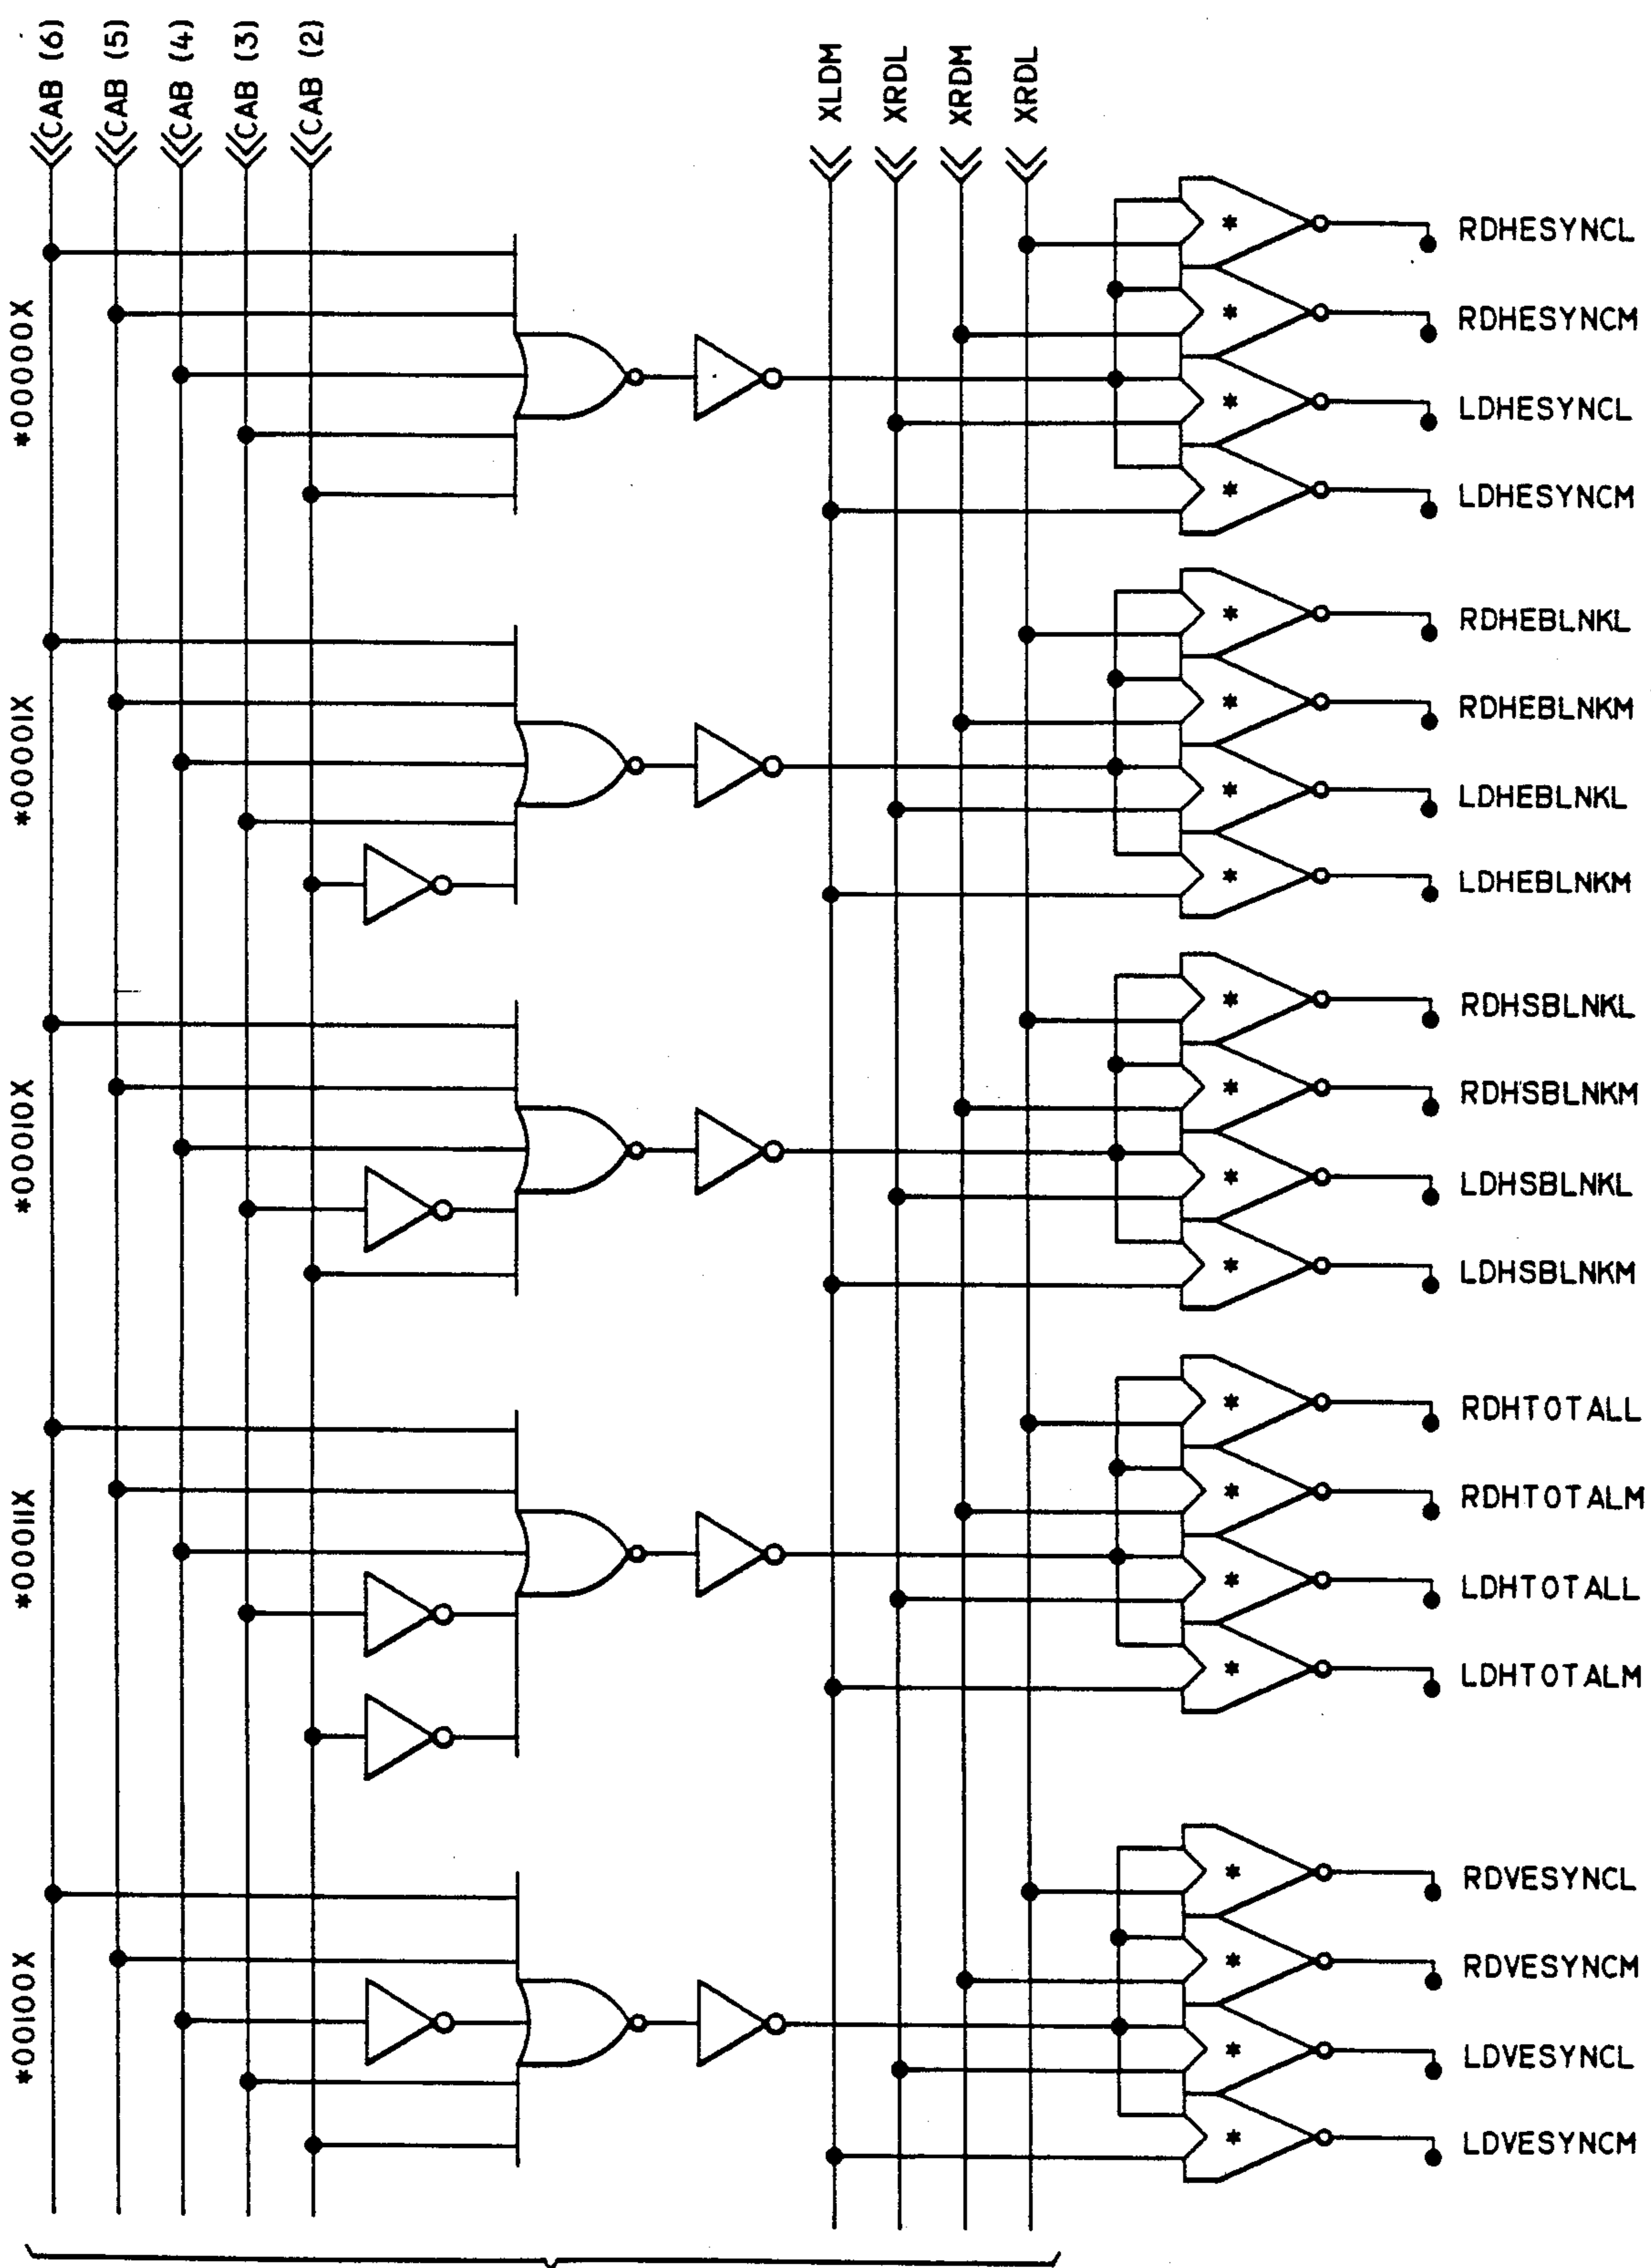 CAB (6)
CAB (5)
CAB (4)
CAB (3)
CAB (2)
XLDM
XRDL
XRDM
XRDL
*00000X
* RDHESYNCL
* RDHESYNCM
* LDHESYNCL
* LDHESYNCM
*00001X
* RDHEBLNKL
* RDHEBLNKM
* LDHEBLNKL
* LDHEBLNKM
*00010X
* RDHSBLNKL
* RDHSBLNKM
* LDHSBLNKL
* LDHSBLNKM
*00011X
* RDHTOTALL
* RDHTOTALM
* LDHTOTALL
* LDHTOTALM
*00100X
* RDVESYNCL
* RDVESYNCM
* LDVESYNCL
* LDVESYNCM